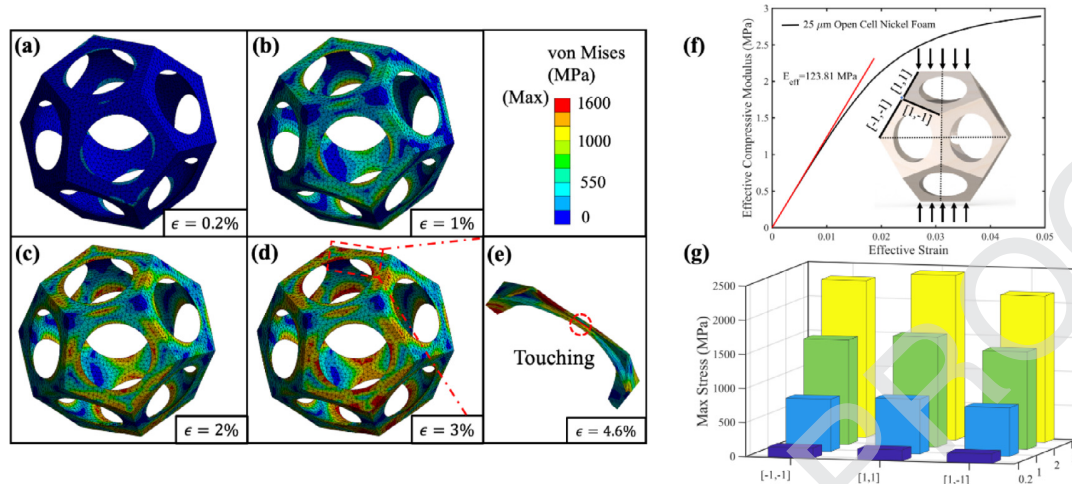 (a)
ϵ = 0.2%
(b)
ϵ = 1%
von Mises
(MPa)
(Max)
1600
1000
550
0
(c)
ϵ = 2%
(d)
ϵ = 3%
(e)
Touching
ϵ = 4.6%
(f)
Effective Compressive Modulus (MPa)
3
2.5
2
1.5
1
0.5
0
25 μm Open Cell Nickel Foam
E_eff=123.81 MPa
[1,1]
[-1,-1]
[1,-1]
0
0.01
0.02
0.03
0.04
0.05
Effective Strain
(g)
Max Stress (MPa)
2500
2000
1500
1000
500
0
[-1,-1]
[1,1]
[1,-1]
0.2
1
2